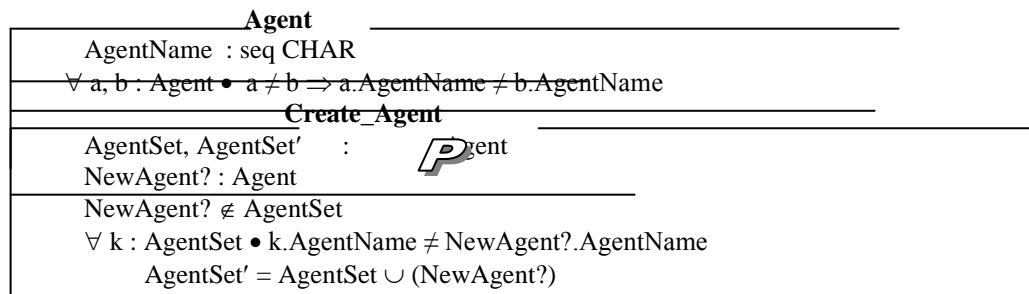 Agent
AgentName : seq CHAR
∀ a, b : Agent • a ≠ b ⇒ a.AgentName ≠ b.AgentName
Create_Agent
AgentSet, AgentSet′ : P Agent
NewAgent? : Agent
NewAgent? ∉ AgentSet
∀ k : AgentSet • k.AgentName ≠ NewAgent?.AgentName
AgentSet′ = AgentSet ∪ (NewAgent?)